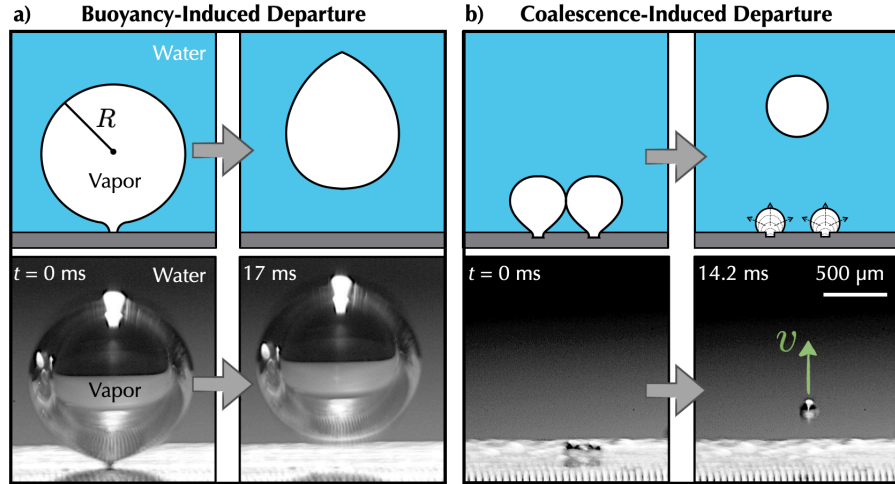 a) Buoyancy-Induced Departure
b) Coalescence-Induced Departure
Water
R
Vapor
t = 0 ms
Water
17 ms
Vapor
t = 0 ms
14.2 ms
500 μm
v